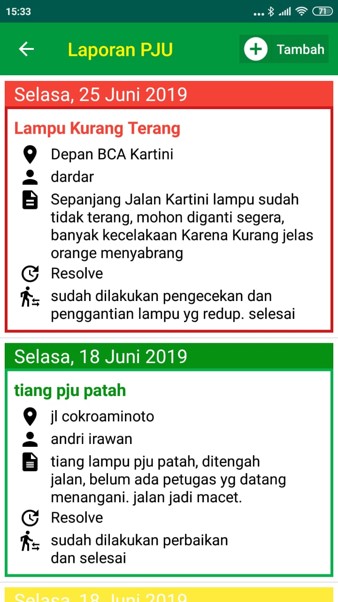 15:33
71
Laporan PJU
Tambah
Selasa, 25 Juni 2019
Lampu Kurang Terang
Depan BCA Kartini
dardar
Sepanjang Jalan Kartini lampu sudah
tidak terang, mohon diganti segera,
banyak kecelakaan Karena Kurang jelas
orange menyabrang
Resolve
sudah dilakukan pengecekan dan
penggantian lampu yg redup. selesai
Selasa, 18 Juni 2019
tiang pju patah
jl cokroaminoto
andri irawan
tiang lampu pju patah, ditengah
jalan, belum ada petugas yg datang
menangani. jalan jadi macet.
Resolve
sudah dilakukan perbaikan
dan selesai
Selasa, 18 Juni 2019